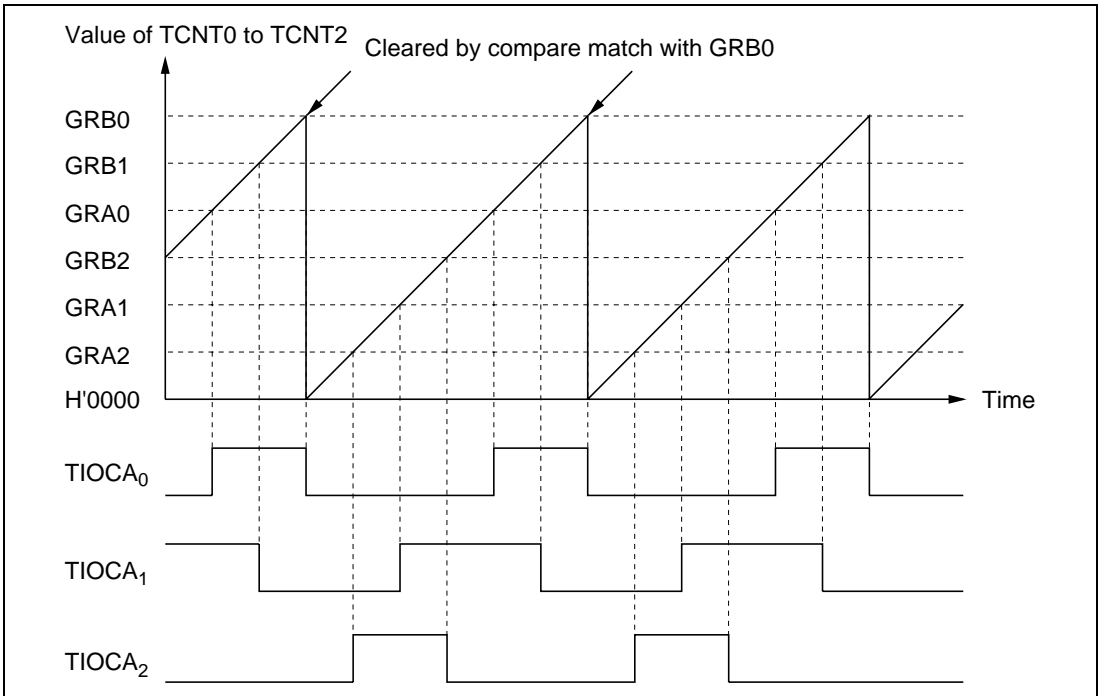 Value of TCNT0 to TCNT2
Cleared by compare match with GRB0
GRB0
GRB1
GRA0
GRB2
GRA1
GRA2
H'0000
Time
TIOCA₀
TIOCA₁
TIOCA₂